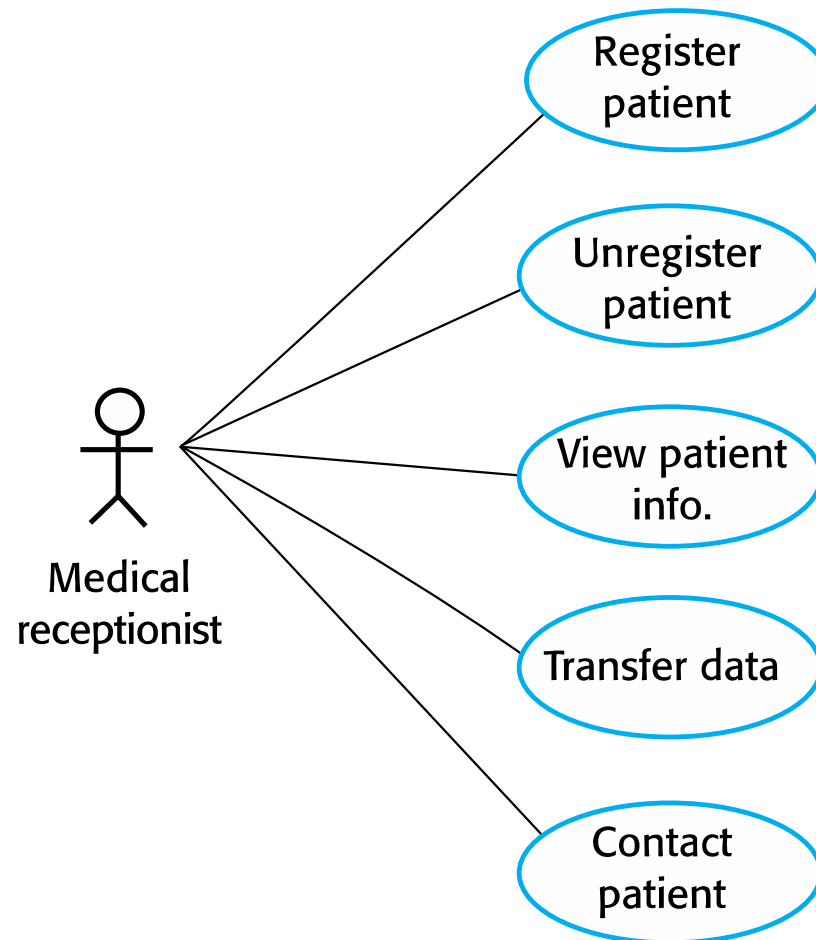 Register
patient
Unregister
patient
View patient
info.
Medical
receptionist
Transfer data
Contact
patient